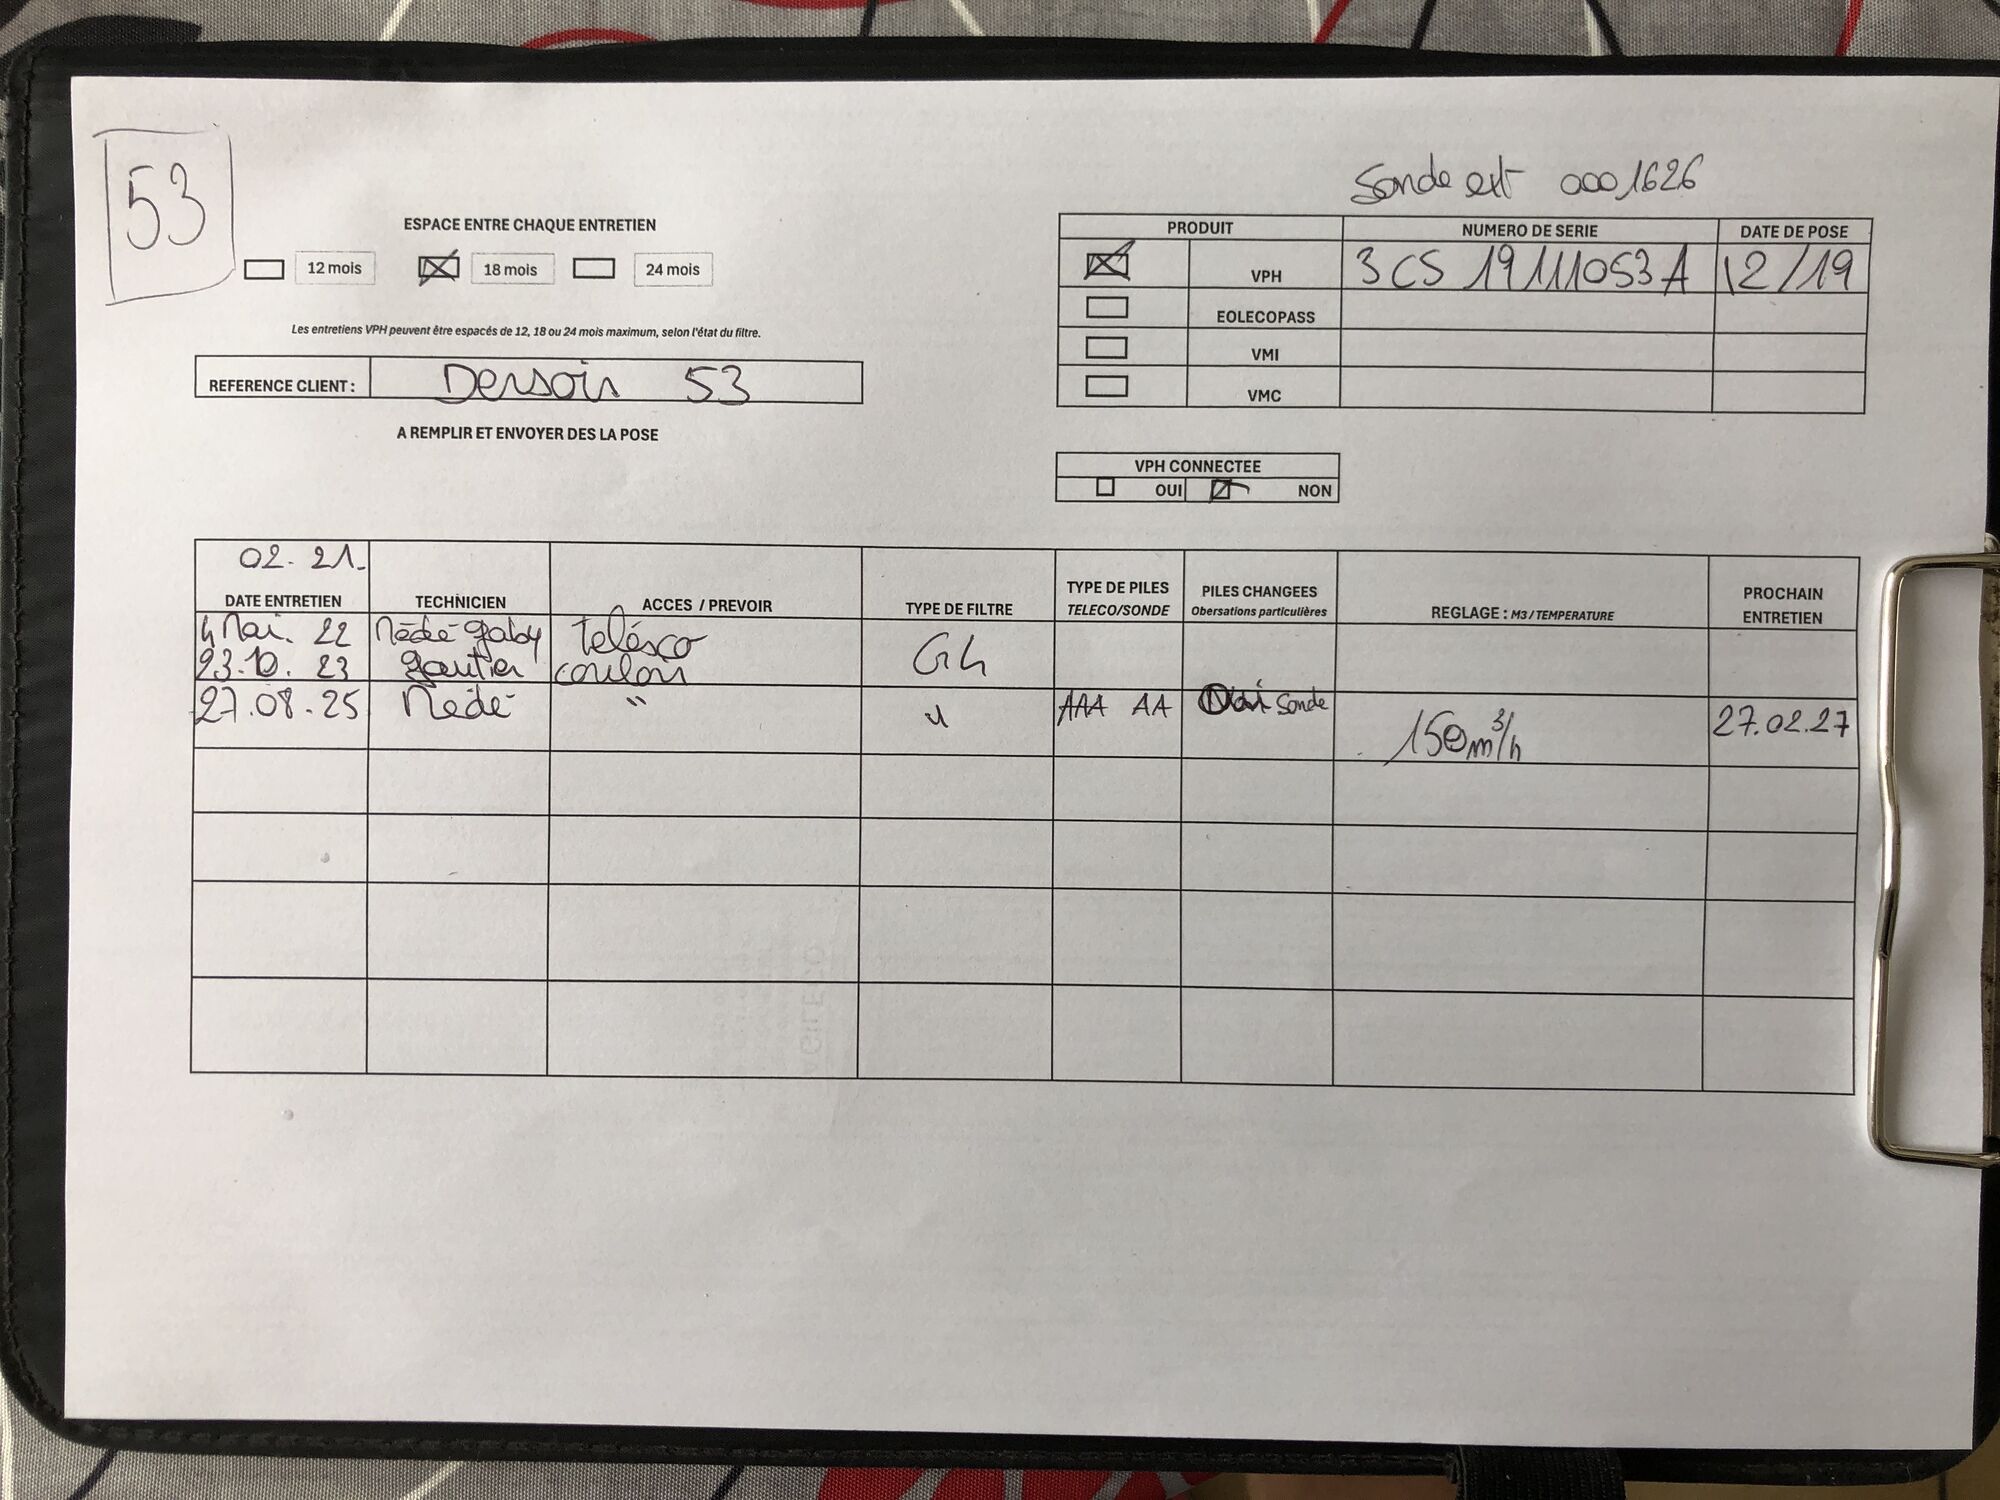 53
Sonde ext 0001626
ESPACE ENTRE CHAQUE ENTRETIEN
12 mois 18 mois 24 mois
Les entretiens VPH peuvent être espacés de 12, 18 ou 24 mois maximum, selon l'état du filtre.
REFERENCE CLIENT : Dersoir 53
A REMPLIR ET ENVOYER DES LA POSE
PRODUIT NUMERO DE SERIE DATE DE POSE
VPH 3CS 19111053A 12/19
EOLECOPASS
VMI
VMC
VPH CONNECTEE
OUI NON
02.21.
DATE ENTRETIEN TECHNICIEN ACCES / PREVOIR TYPE DE FILTRE TYPE DE PILES TELECO/SONDE PILES CHANGEES Obersations particulières REGLAGE : M3 / TEMPERATURE PROCHAIN ENTRETIEN
4 Mai. 22 Médé gaby telésco G4
23.10.23 gautier couloir
27.08.25 Médé " " AAA AA Sonde 150m³/h 27.02.27